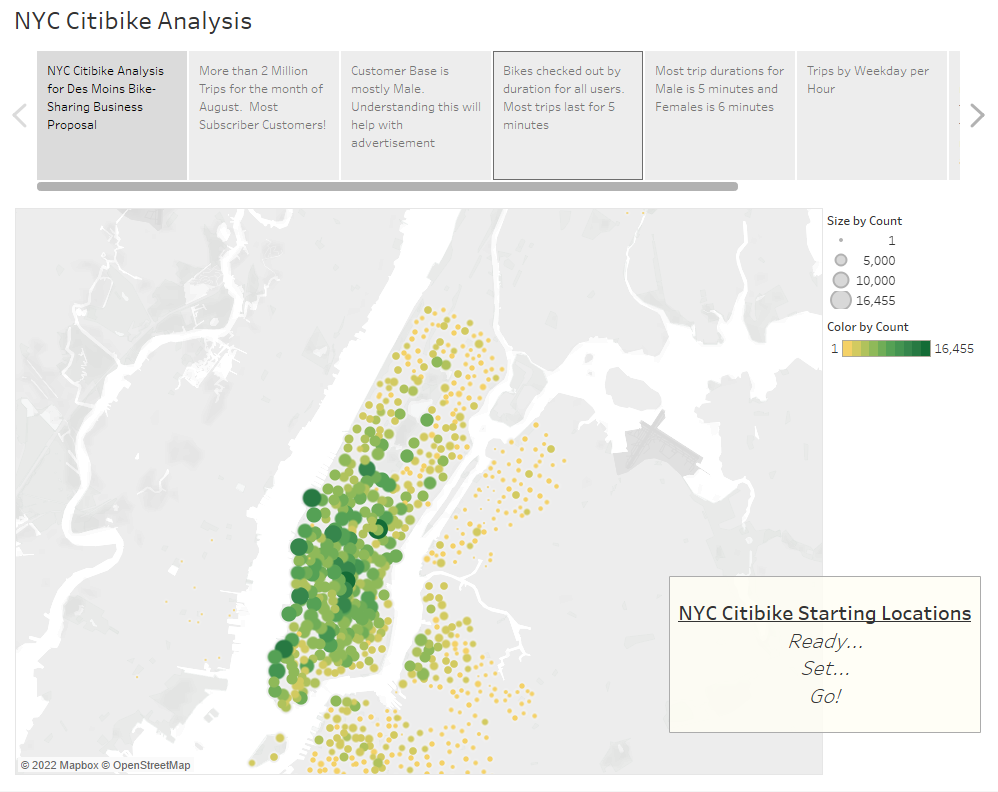 NYC Citibike Analysis
NYC Citibike Analysis
for Des Moins Bike-
Sharing Business
Proposal
More than 2 Million
Trips for the month of
August.  Most
Subscriber Customers!
Customer Base is
mostly Male.
Understanding this will
help with
advertisement
Bikes checked out by
duration for all users.
Most trips last for 5
minutes
Most trip durations for
Male is 5 minutes and
Females is 6 minutes
Trips by Weekday per
Hour
Size by Count
1
5,000
10,000
16,455
Color by Count
1 16,455
NYC Citibike Starting Locations
Ready...
Set...
Go!
© 2022 Mapbox © OpenStreetMap